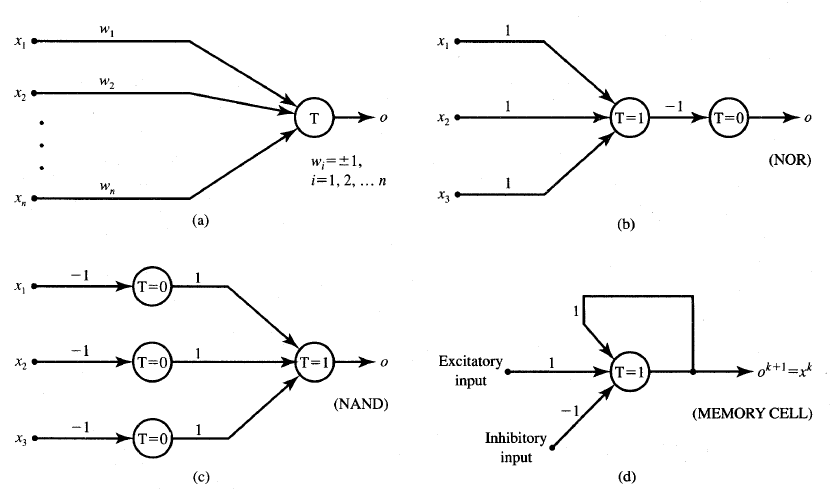 x₁ w₁
x₂ w₂
T o
wᵢ=±1,
i=1, 2, ... n
xₙ wₙ
(a)
x₁ 1
x₂ 1 T=1 −1 T=0 o
(NOR)
x₃ 1
(b)
x₁ −1 T=0 1
x₂ −1 T=0 1 T=1 o
(NAND)
x₃ −1 T=0 1
(c)
1
Excitatory
input
1 T=1 oᵏ⁺¹=xᵏ
−1
(MEMORY CELL)
Inhibitory
input
(d)